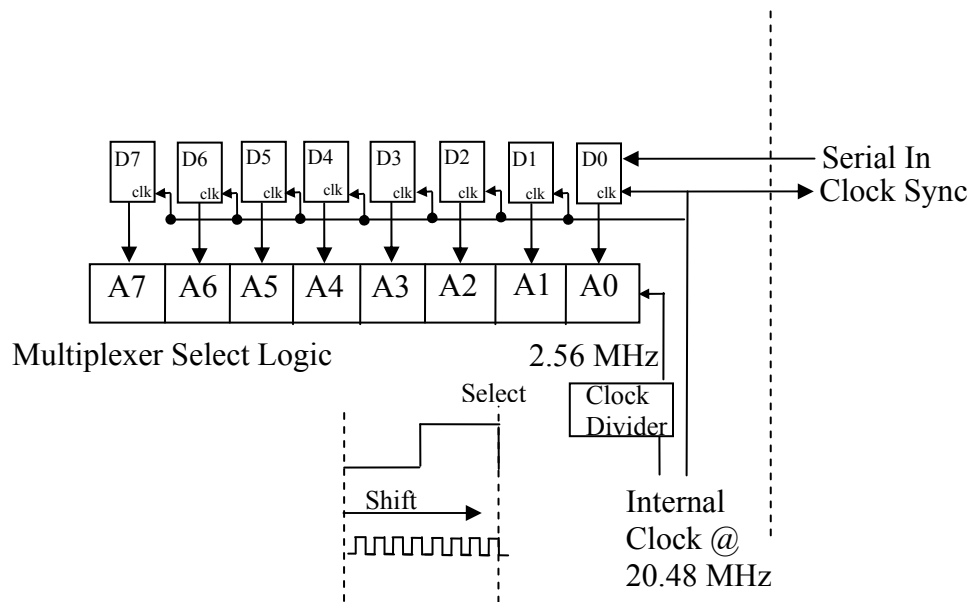 D7 D6 D5 D4 D3 D2 D1 D0
clk clk clk clk clk clk clk clk
Serial In
Clock Sync
A7 A6 A5 A4 A3 A2 A1 A0
Multiplexer Select Logic
2.56 MHz
Select
Clock
Divider
Shift
Internal
Clock @
20.48 MHz